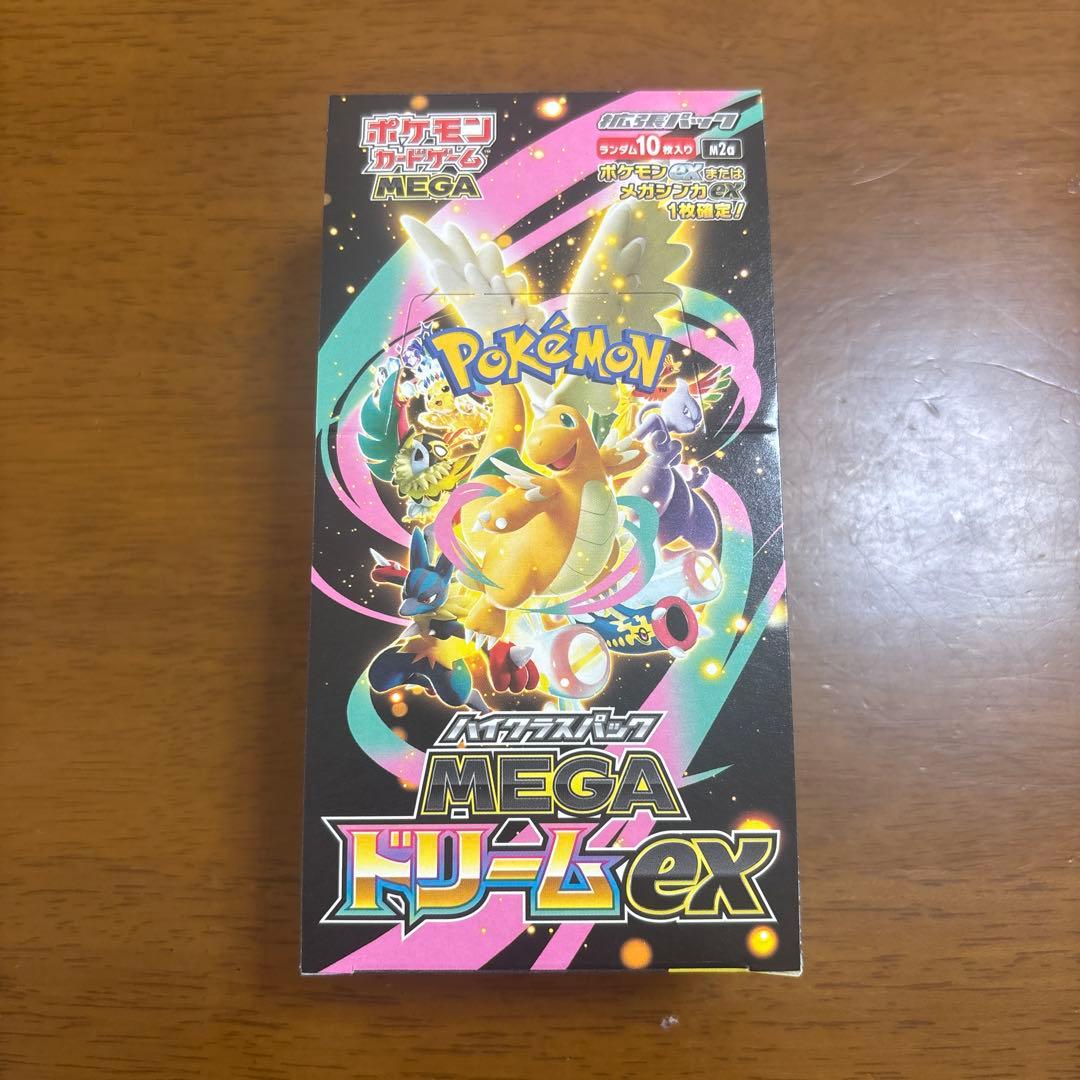 ポケモン
カードゲーム
MEGA
拡張パック
ランダム10枚入り M2a
ポケモンexまたは
メガシンカex
1枚確定!
POKéMON
TM
ハイクラスパック
MEGA
ドリームex